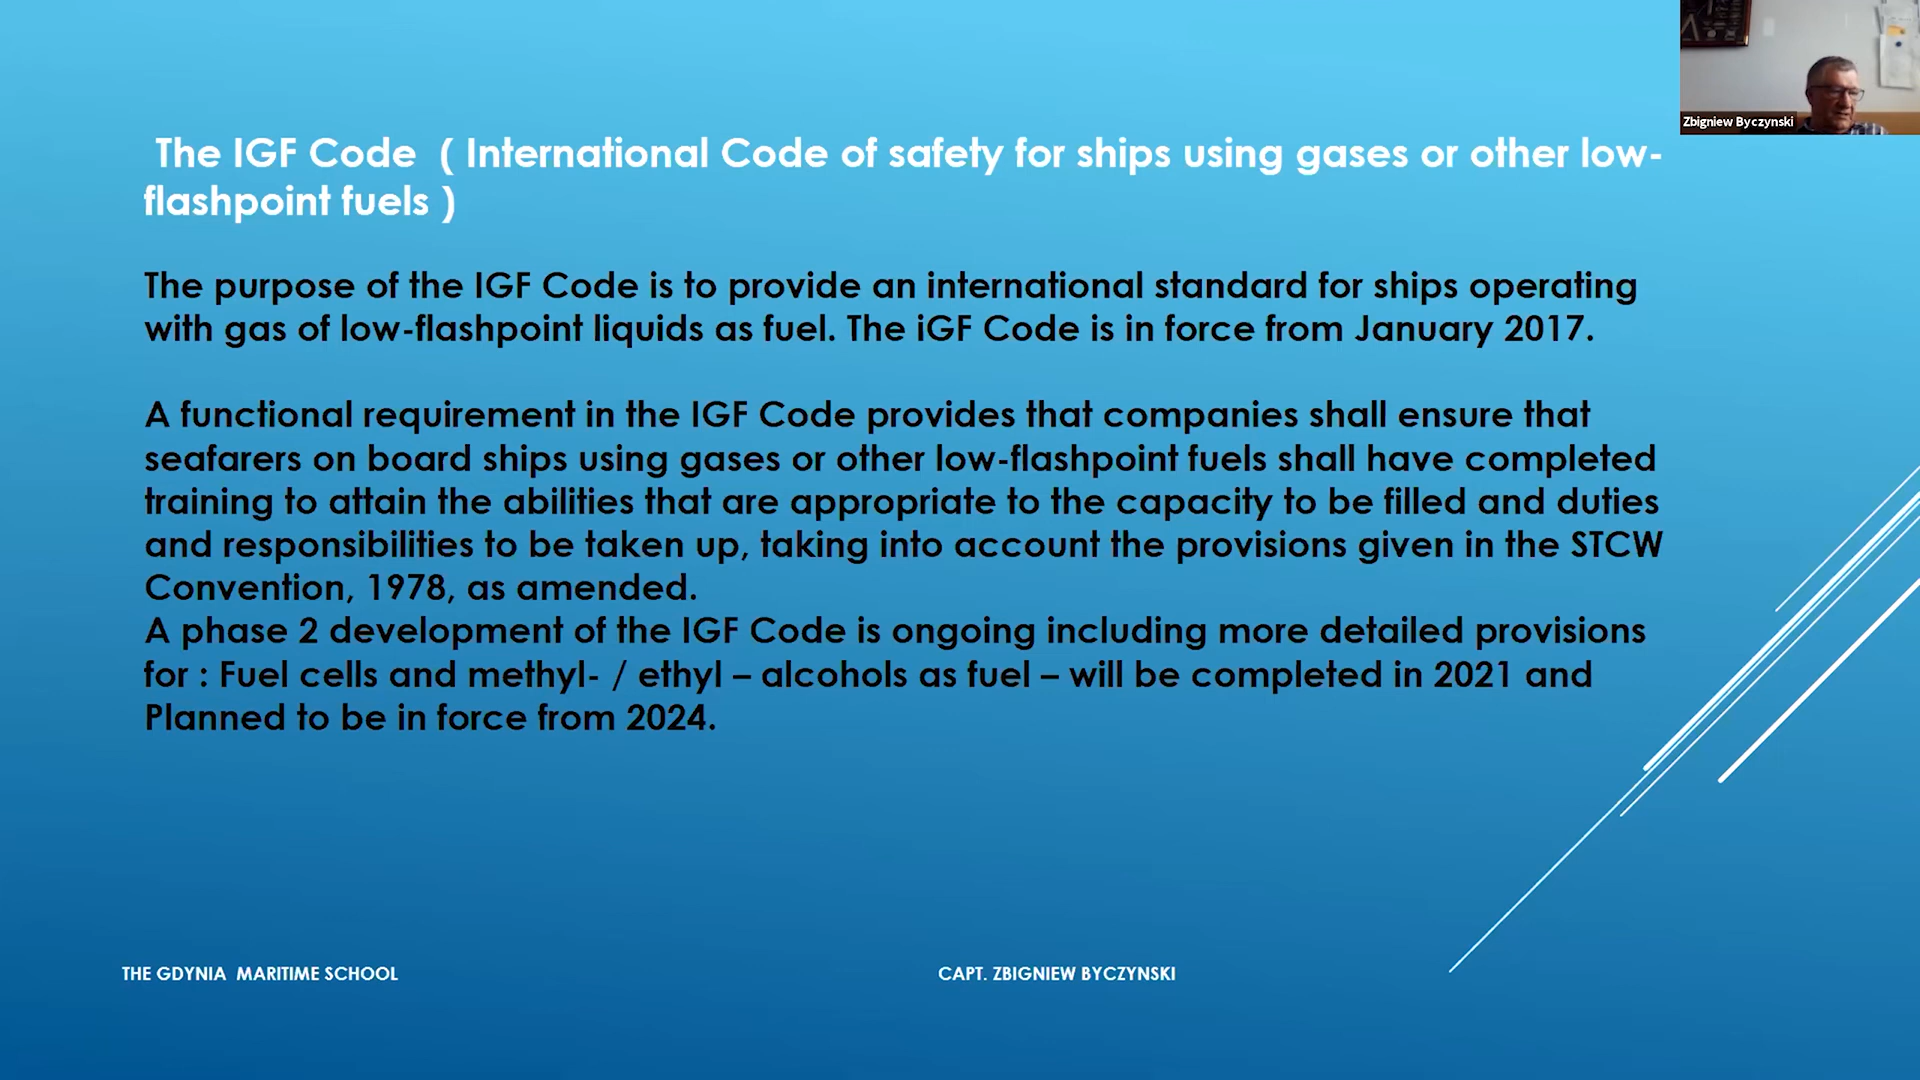 Zbigniew Byczynski
The IGF Code ( International Code of safety for ships using gases or other low-
flashpoint fuels )
The purpose of the IGF Code is to provide an international standard for ships operating
with gas of low-flashpoint liquids as fuel. The iGF Code is in force from January 2017.
A functional requirement in the IGF Code provides that companies shall ensure that
seafarers on board ships using gases or other low-flashpoint fuels shall have completed
training to attain the abilities that are appropriate to the capacity to be filled and duties
and responsibilities to be taken up, taking into account the provisions given in the STCW
Convention, 1978, as amended.
A phase 2 development of the IGF Code is ongoing including more detailed provisions
for : Fuel cells and methyl- / ethyl – alcohols as fuel – will be completed in 2021 and
Planned to be in force from 2024.
THE GDYNIA MARITIME SCHOOL
CAPT. ZBIGNIEW BYCZYNSKI